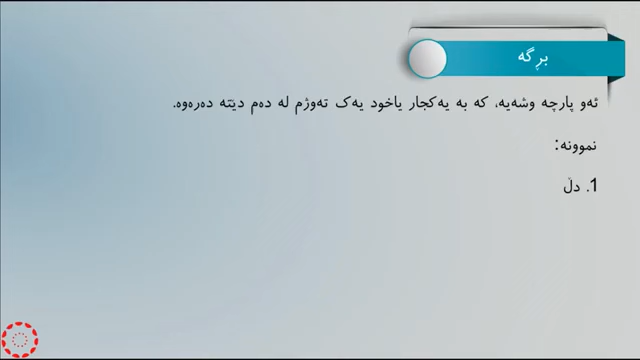 بڕگە
ئەو پارچە وشەیە، کە بە یەکجار یاخود یەک تەوژم لە دەم دێتە دەرەوە.
نموونە:
1. دڵ